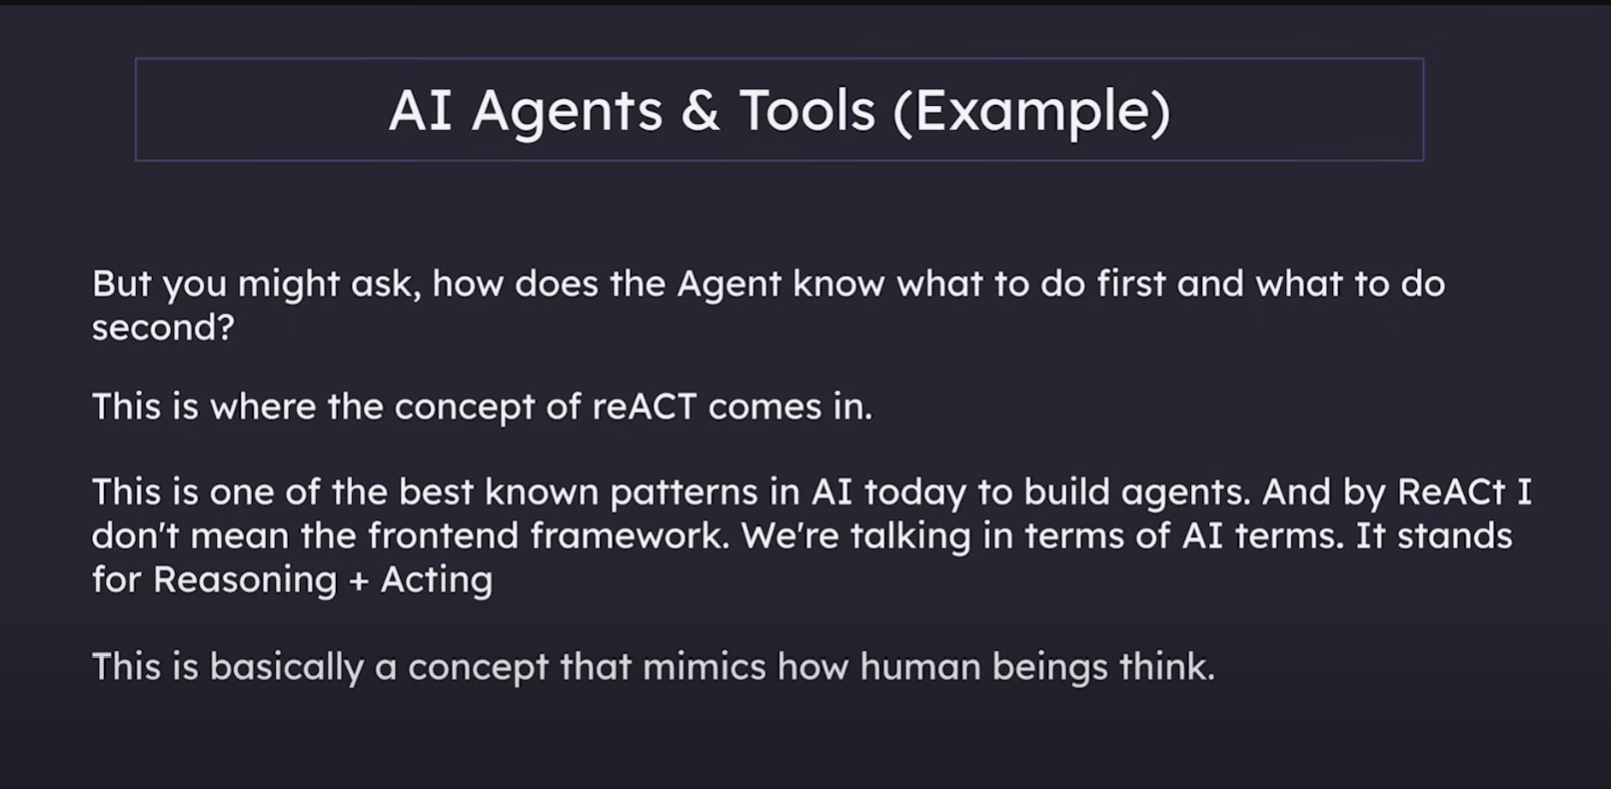 AI Agents & Tools (Example)
But you might ask, how does the Agent know what to do first and what to do
second?
This is where the concept of reACT comes in.
This is one of the best known patterns in AI today to build agents. And by ReACt I
don't mean the frontend framework. We're talking in terms of AI terms. It stands
for Reasoning + Acting
This is basically a concept that mimics how human beings think.